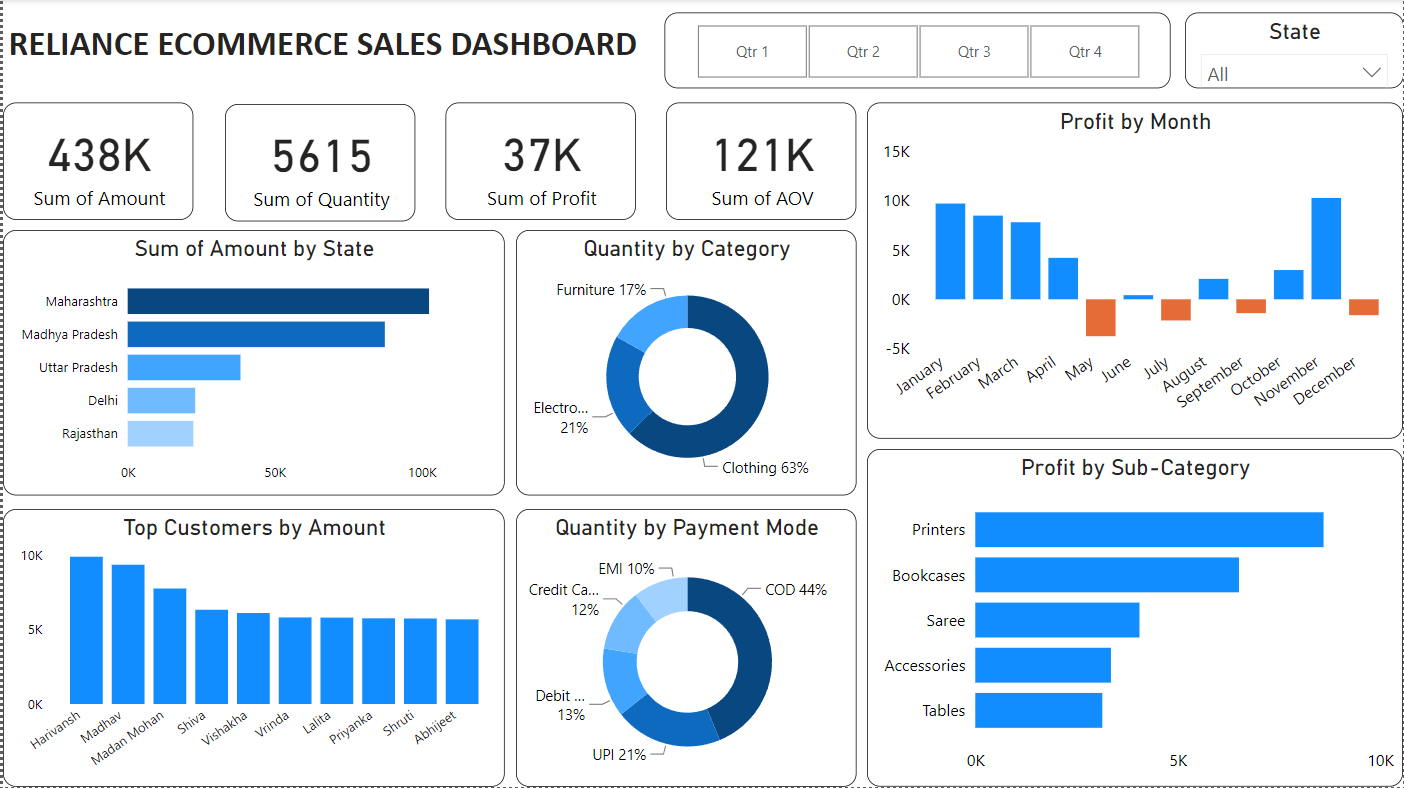 RELIANCE ECOMMERCE SALES DASHBOARD
Qtr 1
Qtr 2
Qtr 3
Qtr 4
State
All
438K
Sum of Amount
5615
Sum of Quantity
37K
Sum of Profit
121K
Sum of AOV
Profit by Month
15K
10K
5K
0K
-5K
January
February
March
April
May
June
July
August
September
October
November
December
Sum of Amount by State
Maharashtra
Madhya Pradesh
Uttar Pradesh
Delhi
Rajasthan
0K
50K
100K
Quantity by Category
Furniture 17%
Electro...
21%
Clothing 63%
Profit by Sub-Category
Printers
Bookcases
Saree
Accessories
Tables
0K
5K
10K
Top Customers by Amount
10K
5K
0K
Harivansh
Madhav
Madan Mohan
Shiva
Vishakha
Vrinda
Lalita
Priyanka
Shruti
Abhijeet
Quantity by Payment Mode
EMI 10%
Credit Ca...
12%
COD 44%
Debit ...
13%
UPI 21%